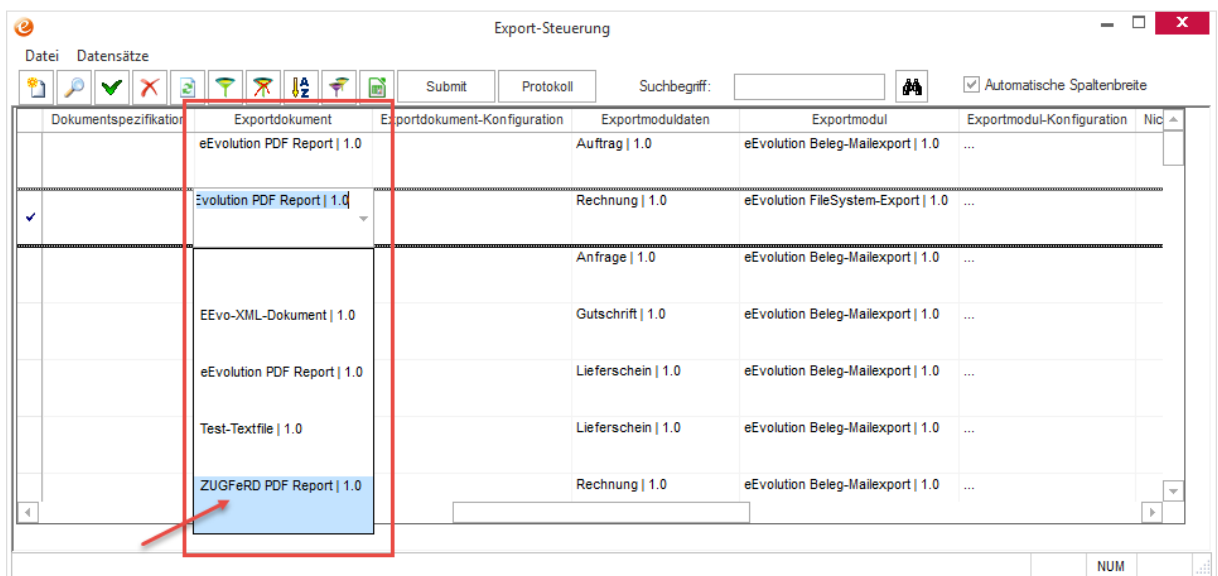 Export-Steuerung
Datei Datensätze
Submit Protokoll Suchbegriff: Automatische Spaltenbreite
Dokumentspezifikation Exportdokument Exportdokument-Konfiguration Exportmoduldaten Exportmodul Exportmodul-Konfiguration Nic
eEvolution PDF Report | 1.0 Auftrag | 1.0 eEvolution Beleg-Mailexport | 1.0 ...
Evolution PDF Report | 1.0 Rechnung | 1.0 eEvolution FileSystem-Export | 1.0 ...
Anfrage | 1.0 eEvolution Beleg-Mailexport | 1.0 ...
EEvo-XML-Dokument | 1.0 Gutschrift | 1.0 eEvolution Beleg-Mailexport | 1.0 ...
eEvolution PDF Report | 1.0 Lieferschein | 1.0 eEvolution Beleg-Mailexport | 1.0 ...
Test-Textfile | 1.0 Lieferschein | 1.0 eEvolution Beleg-Mailexport | 1.0 ...
ZUGFeRD PDF Report | 1.0 Rechnung | 1.0 eEvolution Beleg-Mailexport | 1.0 ...
NUM